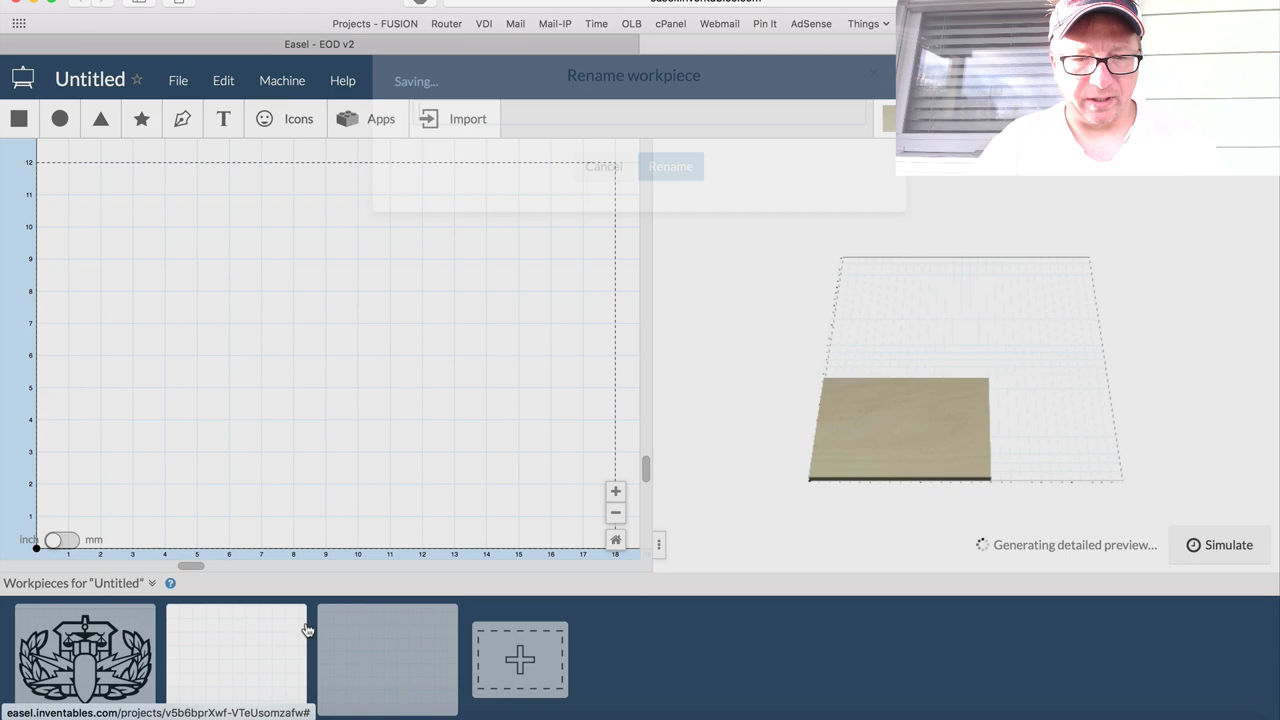 easel.inventables.com
Projects - FUSION Router VDI Mail Mail-IP Time OLB cPanel Webmail Pin It AdSense Things
Easel - EOD v2
Untitled File Edit Machine Help Saving... Rename workpiece
T Icons Apps Import
Cancel Rename
12
11
10
9
8
7
6
5
4
3
2
1
inch mm
1 2 3 4 5 6 7 8 9 10 11 12 13 14 15 16 17 18
Generating detailed preview... Simulate
Workpieces for “Untitled” ?
easel.inventables.com/projects/v5b6bprXwf-VTeUsomzafw#